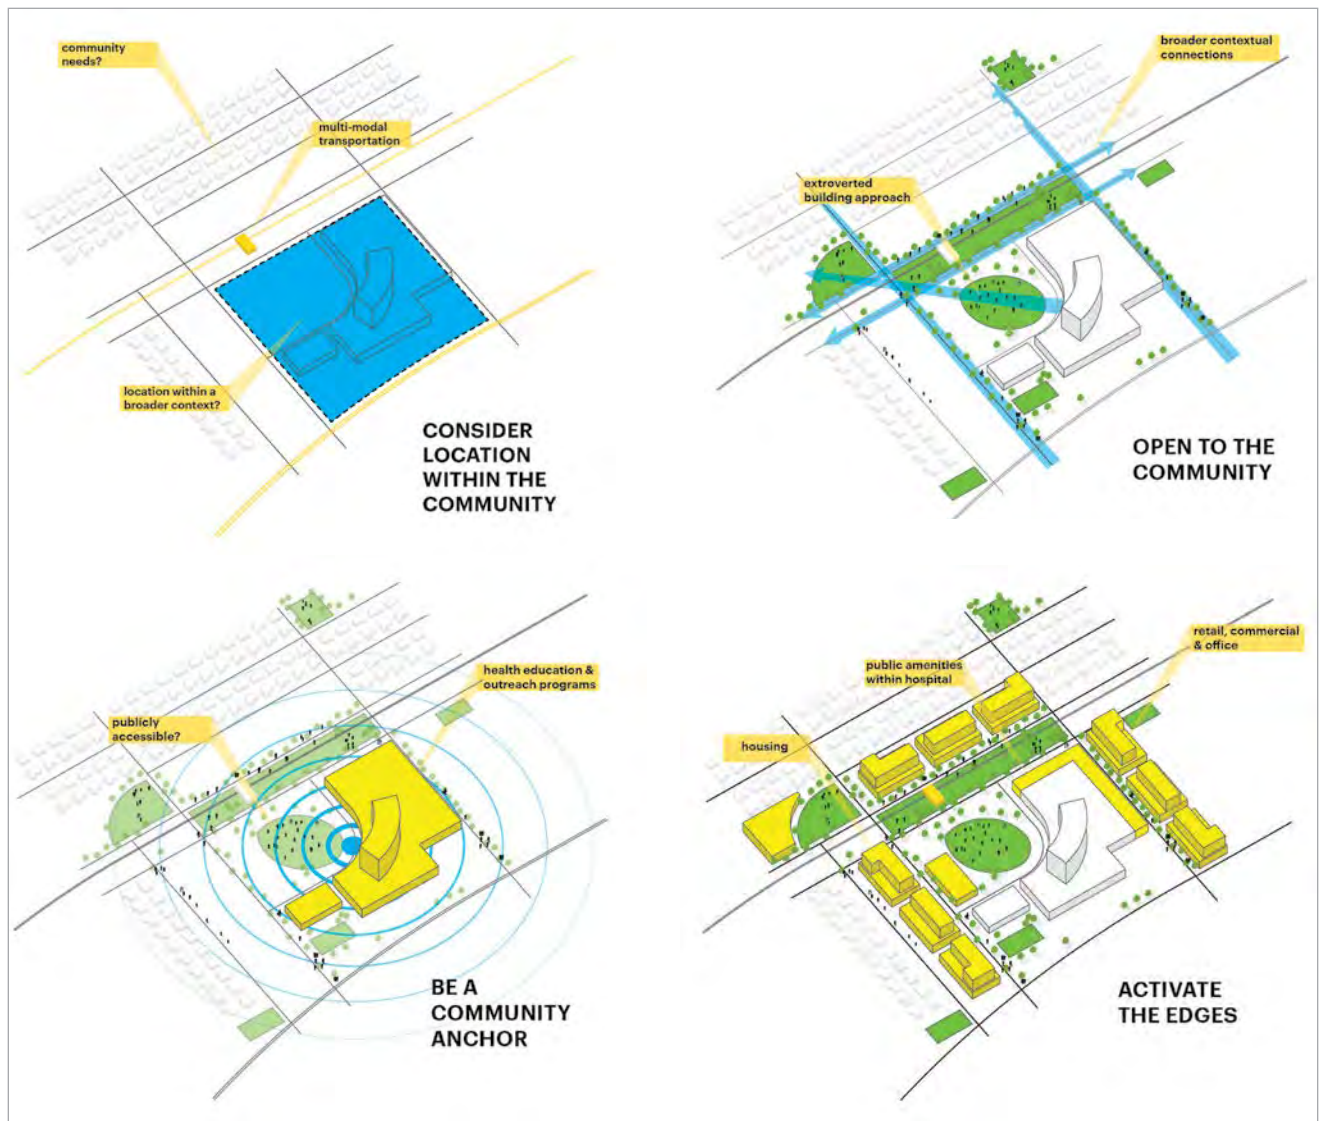 community
needs?
multi-modal
transportation
location within a
broader context?
CONSIDER
LOCATION
WITHIN THE
COMMUNITY
broader contextual
connections
extroverted
building approach
OPEN TO THE
COMMUNITY
health education &
outreach programs
publicly
accessible?
BE A
COMMUNITY
ANCHOR
retail, commercial
& office
public amenities
within hospital
housing
ACTIVATE
THE EDGES